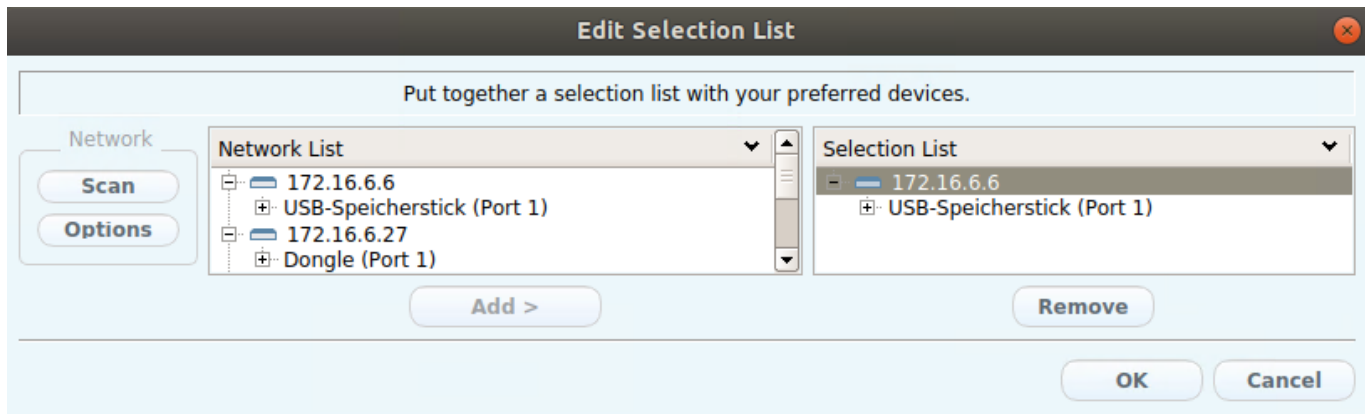 Edit Selection List
Put together a selection list with your preferred devices.
Network
Scan
Options
Network List
172.16.6.6
USB-Speicherstick (Port 1)
172.16.6.27
Dongle (Port 1)
Selection List
172.16.6.6
USB-Speicherstick (Port 1)
Add >
Remove
OK
Cancel